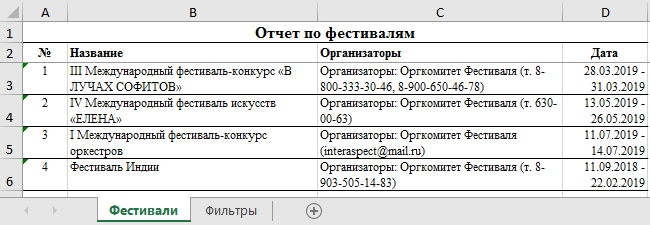 A B C D
1 Отчет по фестивалям
2 № Название Организаторы Дата
1 III Международный фестиваль-конкурс «В Организаторы: Оргкомитет Фестиваля (т. 8- 28.03.2019 -
3 ЛУЧАХ СОФИТОВ» 800-333-30-46, 8-900-650-46-78) 31.03.2019
2 IV Международный фестиваль искусств Организаторы: Оргкомитет Фестиваля (т. 630- 13.05.2019 -
4 «ЕЛЕНА» 00-63) 26.05.2019
3 I Международный фестиваль-конкурс Организаторы: Оргкомитет Фестиваля 11.07.2019 -
5 оркестров (interaspect@mail.ru) 14.07.2019
4 Фестиваль Индии Организаторы: Оргкомитет Фестиваля (т. 8- 11.09.2018 -
6 903-505-14-83) 22.02.2019
Фестивали Фильтры